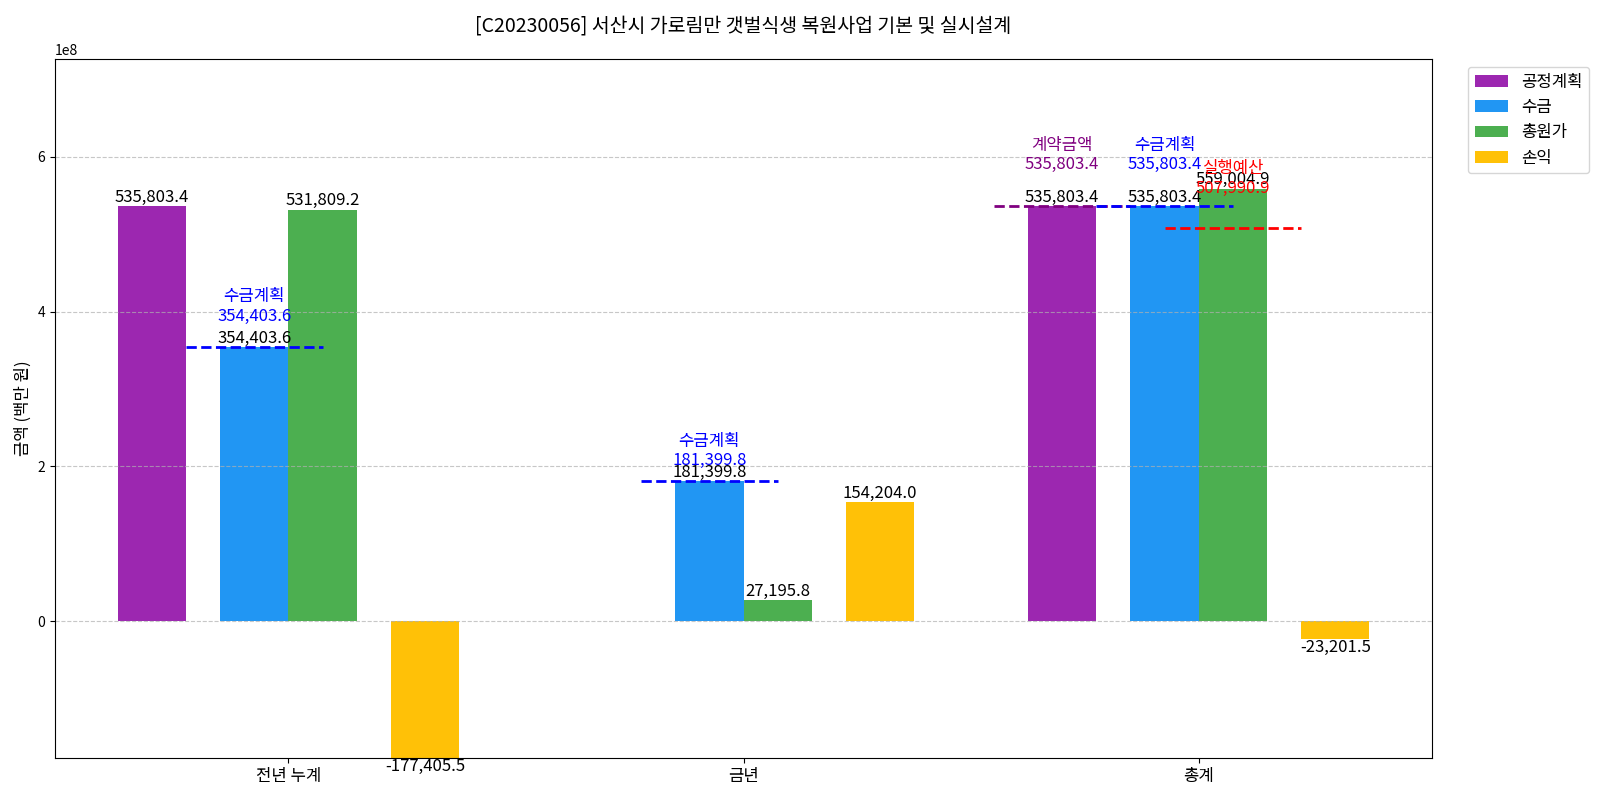 [C20230056] 서산시 가로림만 갯벌식생 복원사업 기본 및 실시설계
1e8
공정계획
수금
총원가
손익
금액 (백만 원)
6
4
2
0
535,803.4
수금계획
354,403.6
354,403.6
531,809.2
-177,405.5
수금계획
181,399.8
181,399.8
27,195.8
154,204.0
계약금액
535,803.4
535,803.4
수금계획
535,803.4
535,803.4
실행예산
559,004.9
507,990.9
-23,201.5
전년 누계
금년
총계